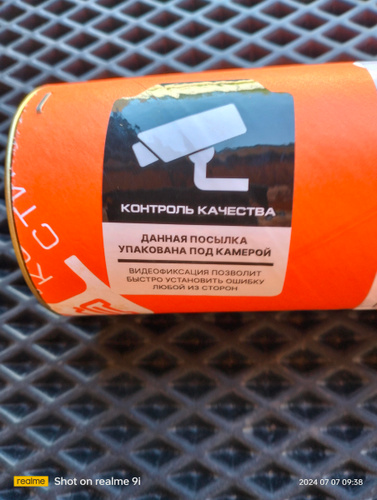 КОНТРОЛЬ КАЧЕСТВА
ДАННАЯ ПОСЫЛКА
УПАКОВАНА ПОД КАМЕРОЙ
ВИДЕОФИКСАЦИЯ ПОЗВОЛИТ
БЫСТРО УСТАНОВИТЬ ОШИБКУ
ЛЮБОЙ ИЗ СТОРОН
realme Shot on realme 9i
2024 07 07 09:38